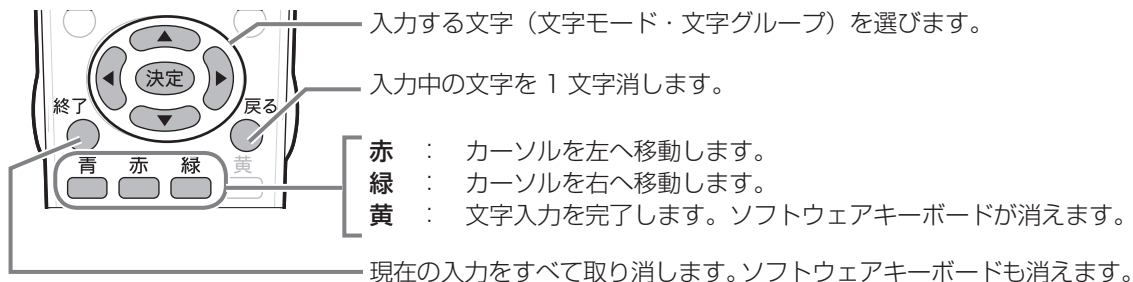 入力する文字（文字モード・文字グループ）を選びます。
決定
入力中の文字を 1 文字消します。
終了
戻る
青 赤 緑 黄
赤 ： カーソルを左へ移動します。
緑 ： カーソルを右へ移動します。
黄 ： 文字入力を完了します。ソフトウェアキーボードが消えます。
現在の入力をすべて取り消します。ソフトウェアキーボードも消えます。